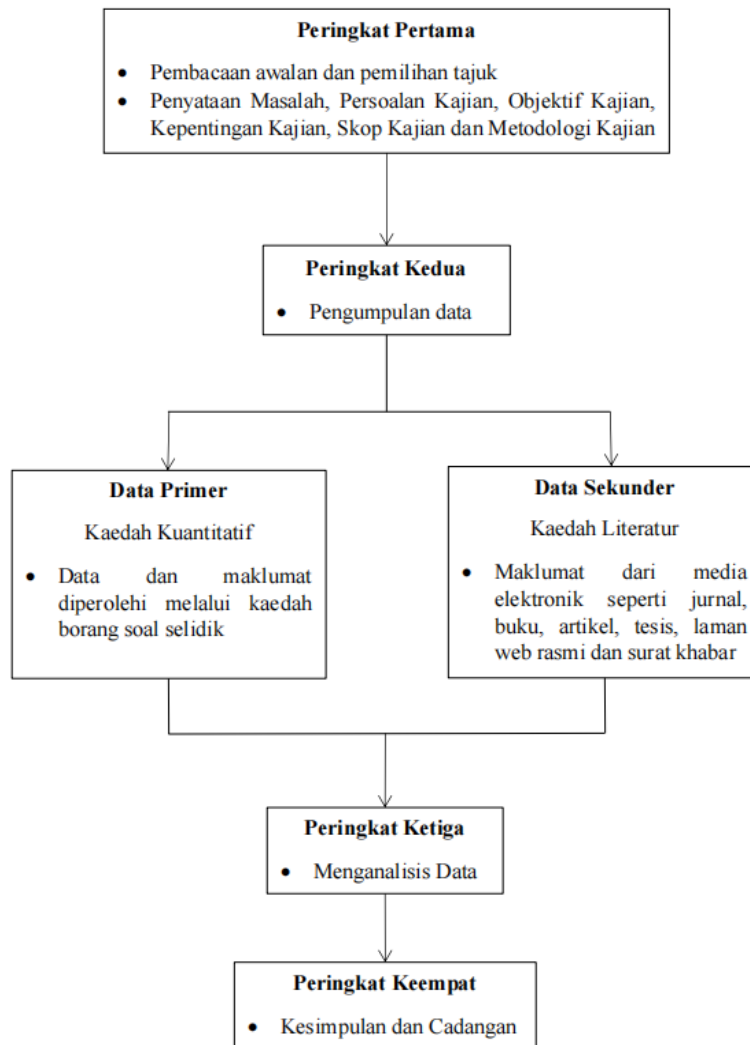 Peringkat Pertama
• Pembacaan awalan dan pemilihan tajuk
• Penyataan Masalah, Persoalan Kajian, Objektif Kajian,
Kepentingan Kajian, Skop Kajian dan Metodologi Kajian
Peringkat Kedua
• Pengumpulan data
Data Primer
Kaedah Kuantitatif
• Data dan maklumat
diperolehi melalui kaedah
borang soal selidik
Data Sekunder
Kaedah Literatur
• Maklumat dari media
elektronik seperti jurnal,
buku, artikel, tesis, laman
web rasmi dan surat khabar
Peringkat Ketiga
• Menganalisis Data
Peringkat Keempat
• Kesimpulan dan Cadangan